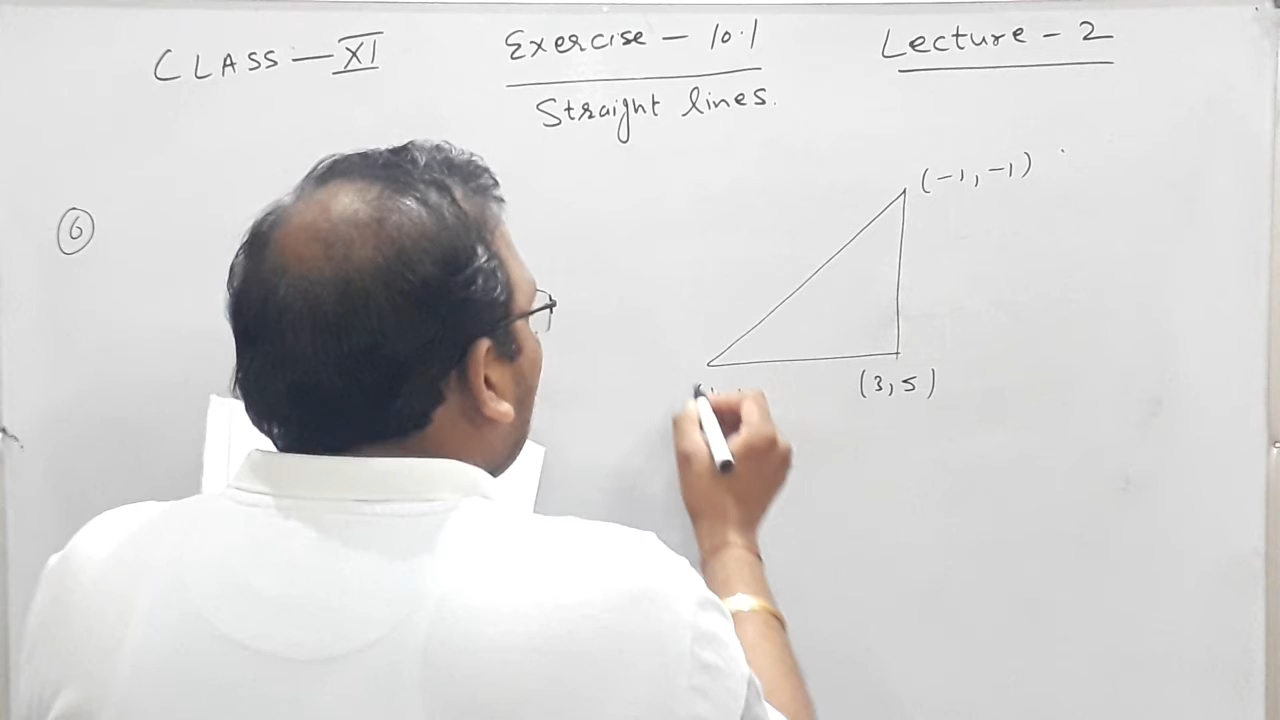 CLASS — XI
Exercise — 10.1
Lecture - 2
Straight lines.
6
(-1, -1)
(3, 5)